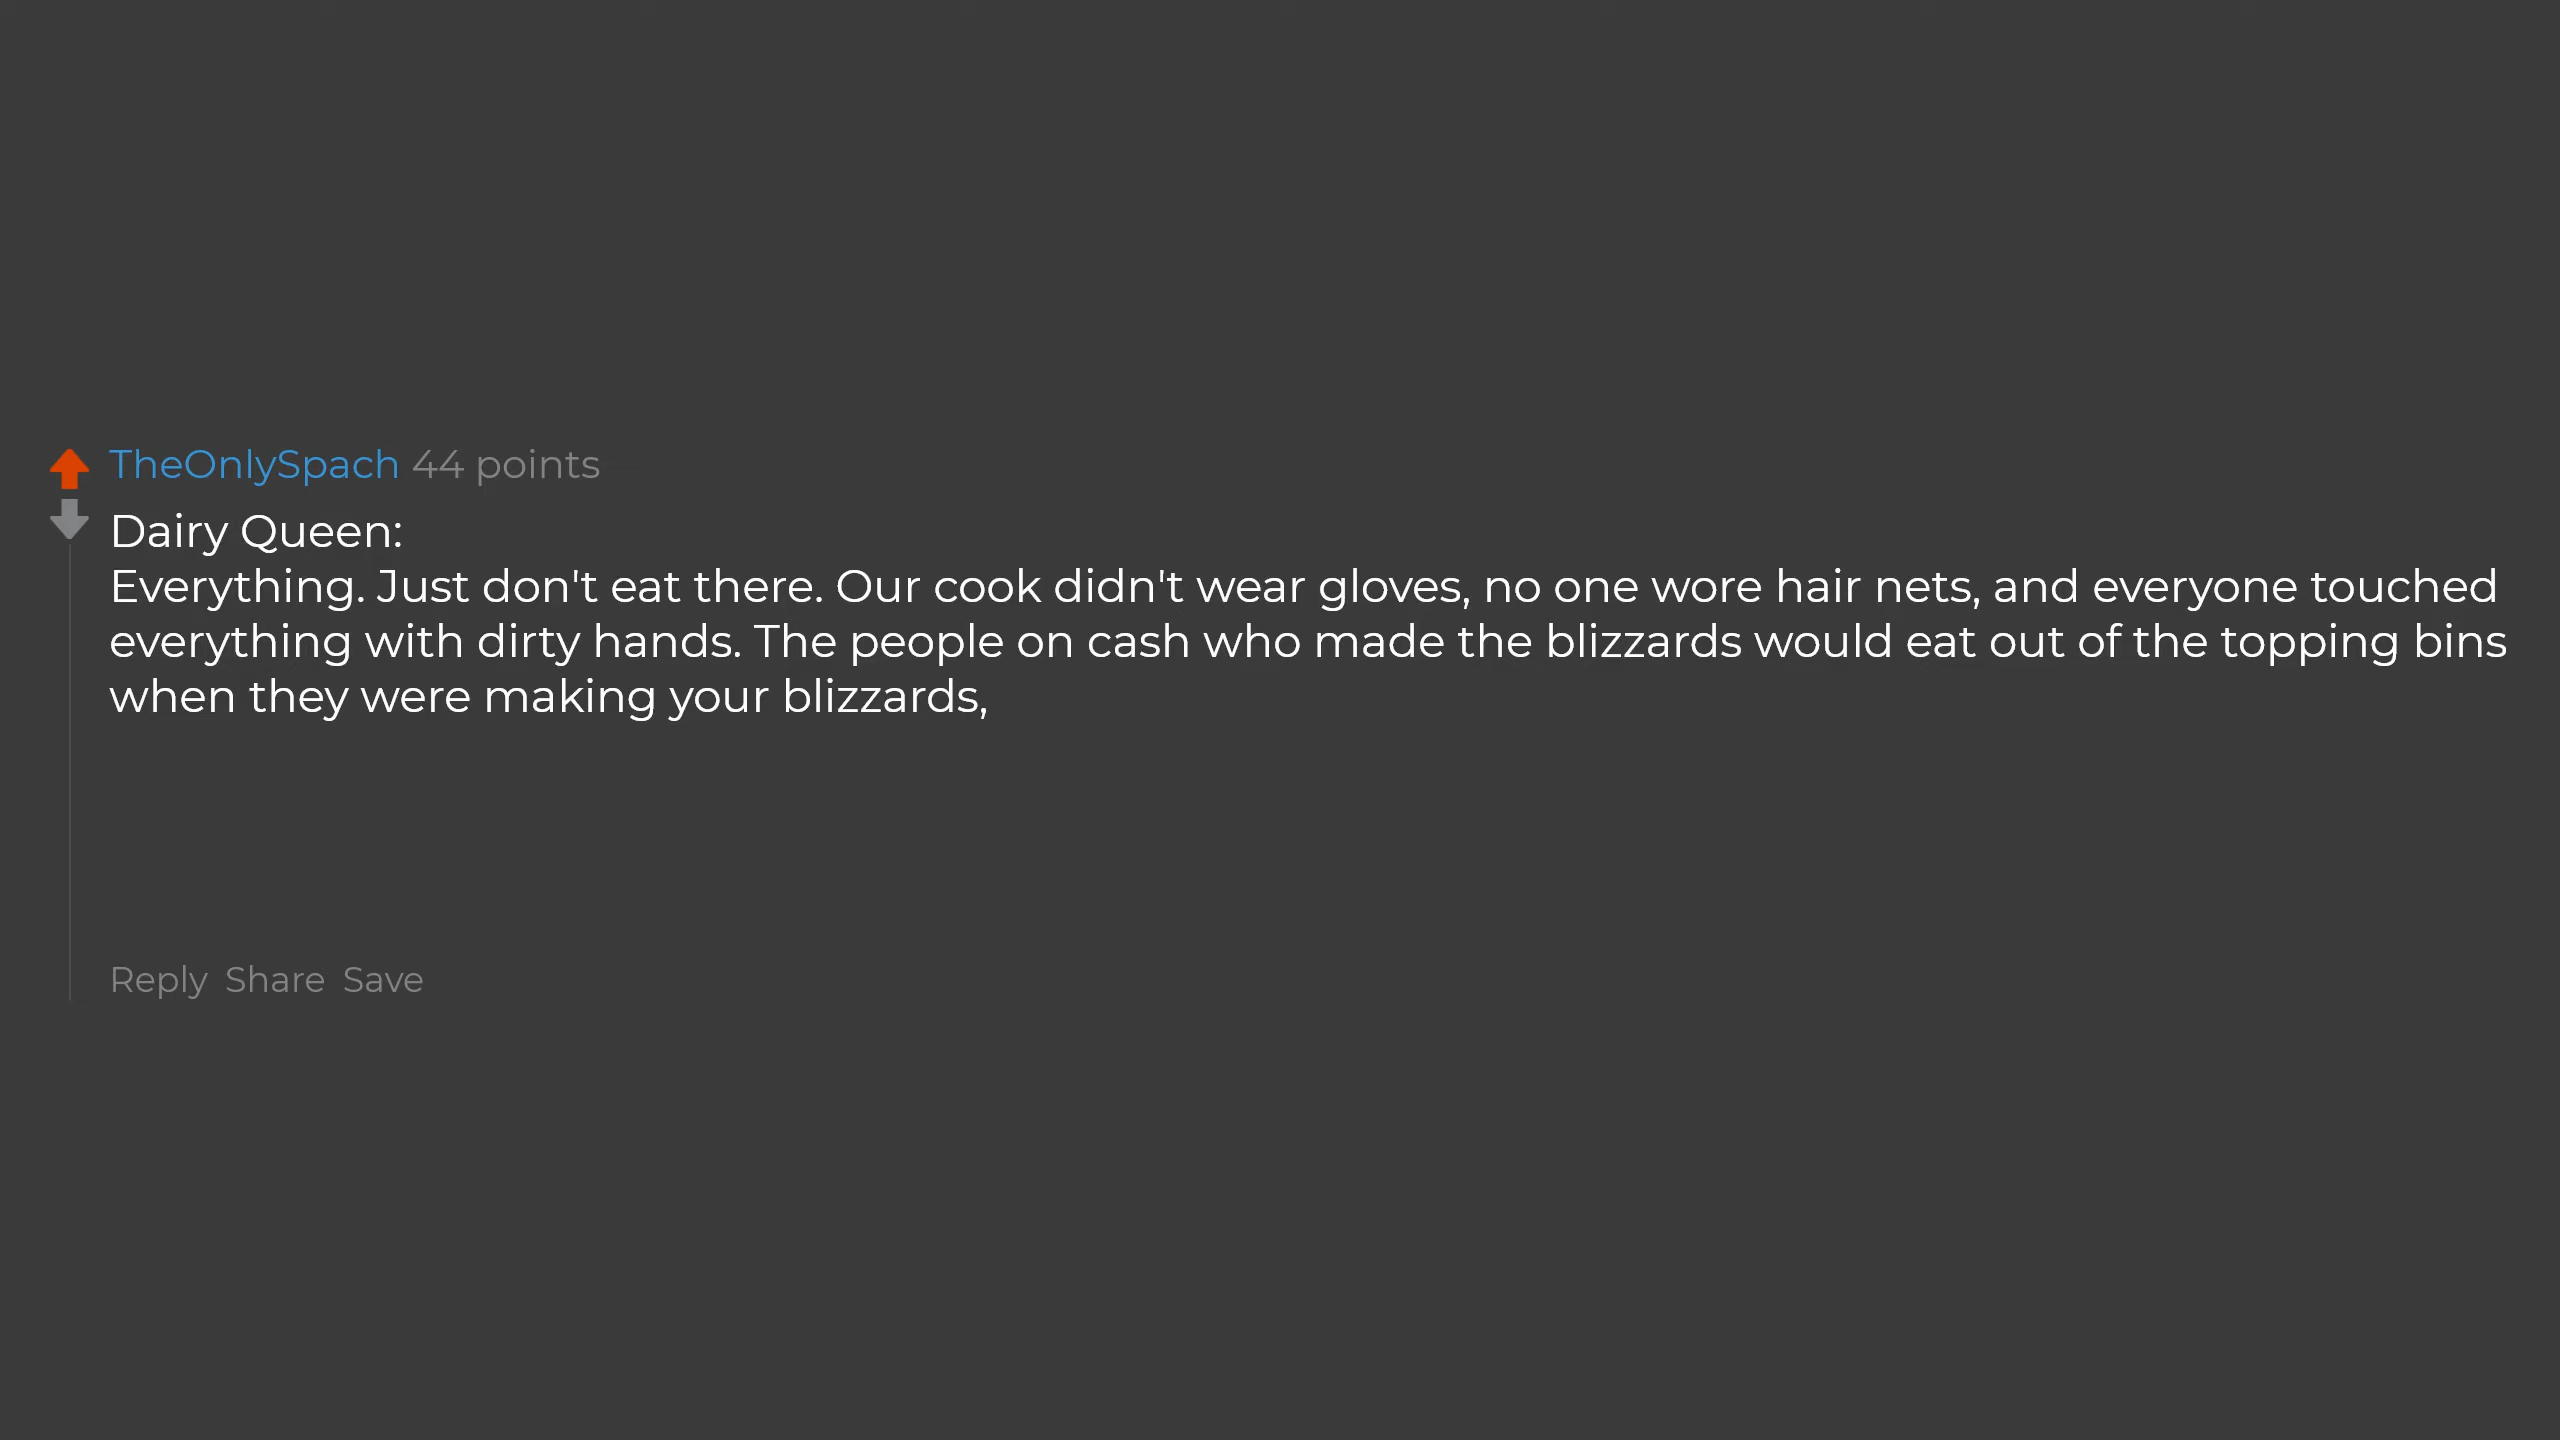 TheOnlySpach 44 points
Dairy Queen:
Everything. Just don't eat there. Our cook didn't wear gloves, no one wore hair nets, and everyone touched
everything with dirty hands. The people on cash who made the blizzards would eat out of the topping bins
when they were making your blizzards,
Reply Share Save